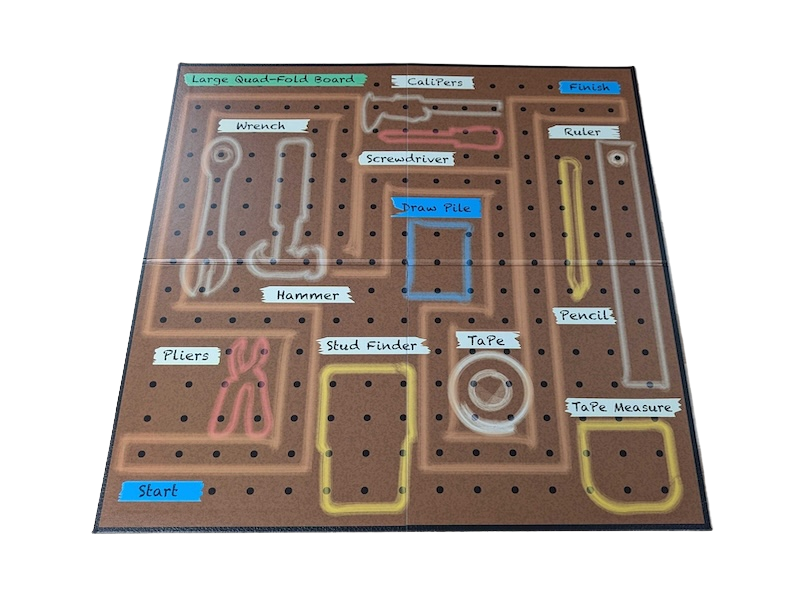 Large Quad-Fold Board
Calipers
Finish
Wrench
Ruler
Screwdriver
Draw Pile
Hammer
Pencil
Pliers
Stud Finder
Tape
Tape Measure
Start